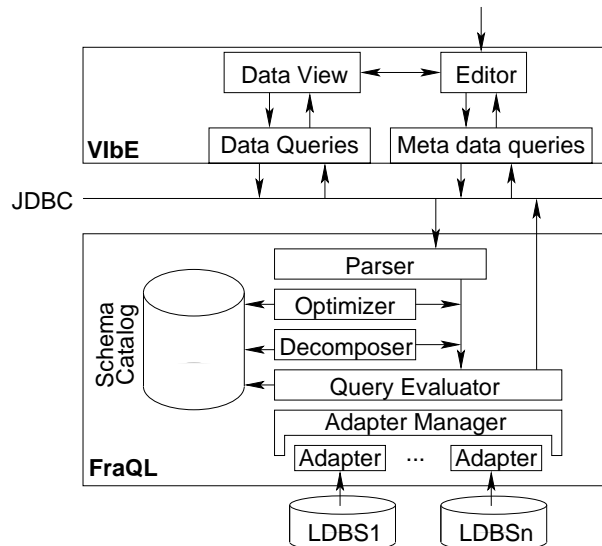 Data View Editor
VIbE Data Queries Meta data queries
JDBC
Parser
Optimizer
Schema Catalog
Decomposer
Query Evaluator
Adapter Manager
FraQL Adapter ... Adapter
LDBS1 LDBSn